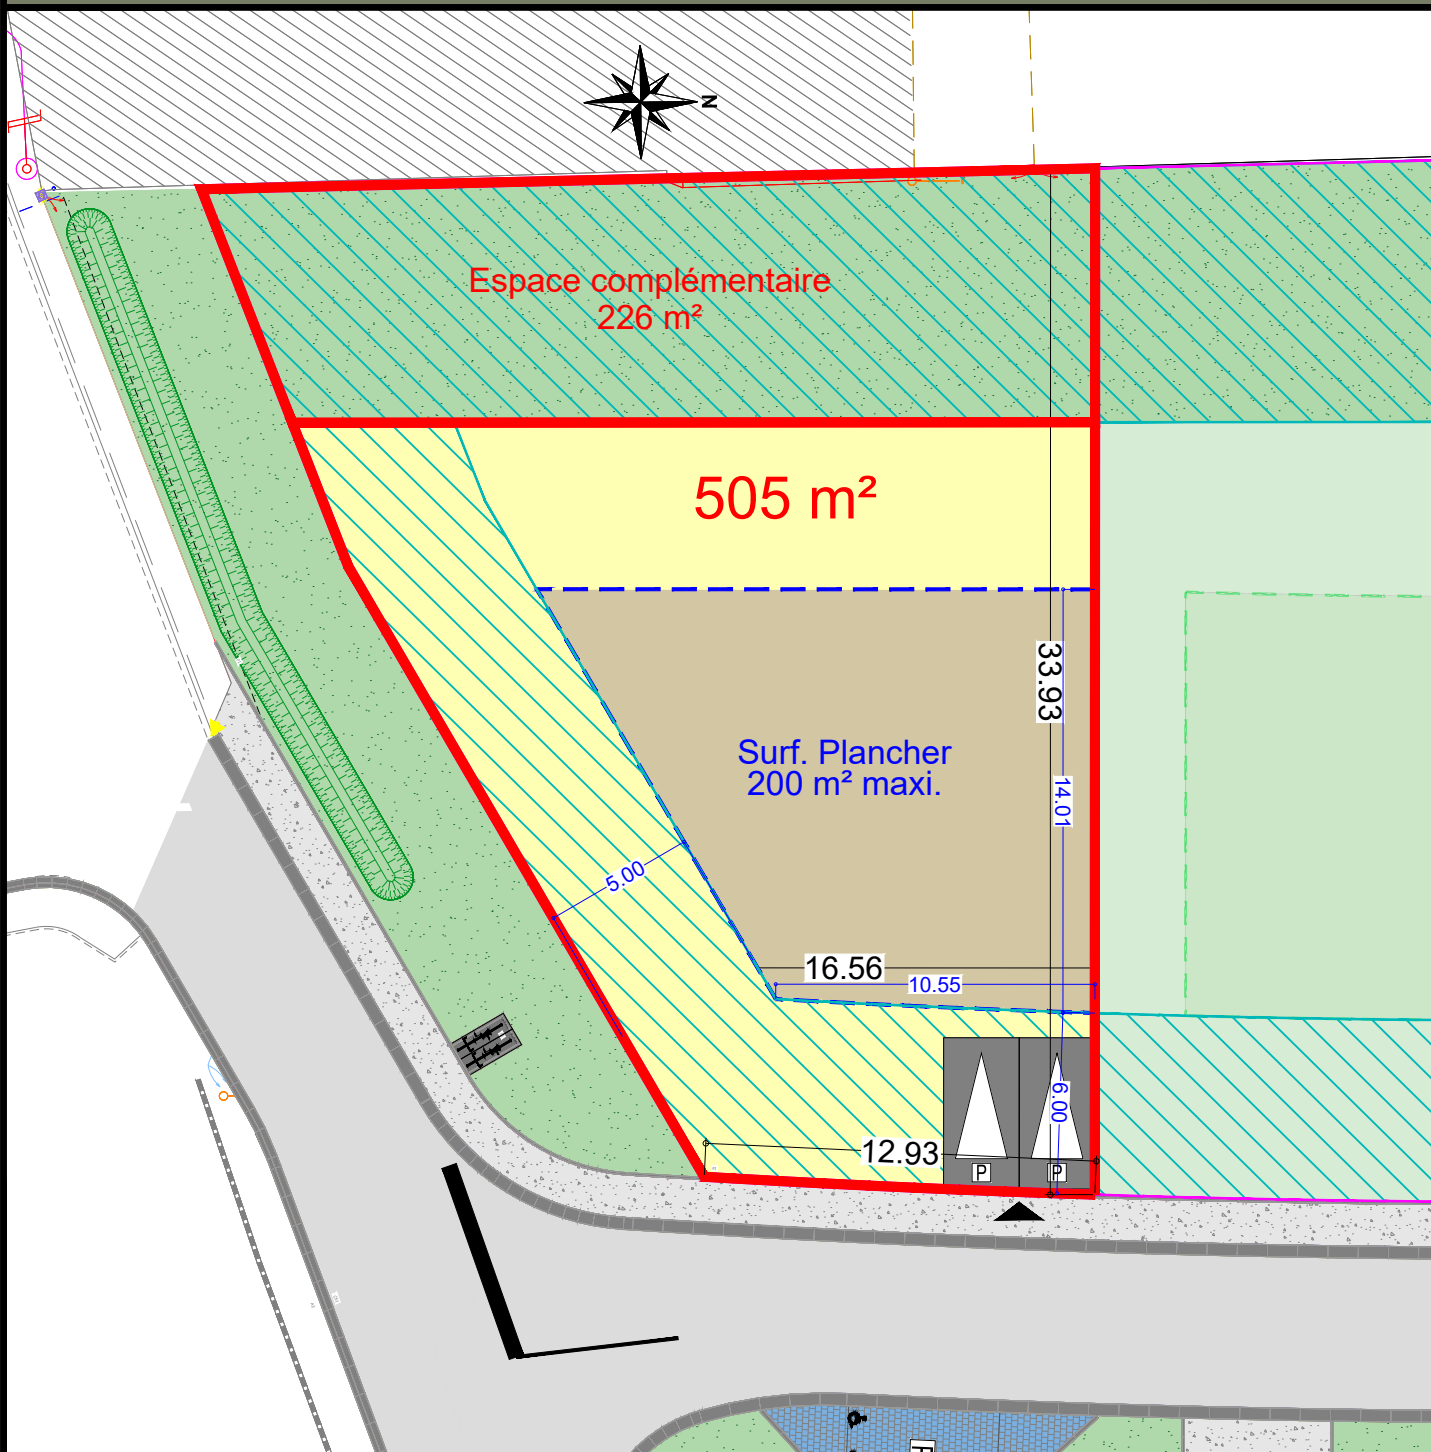 N
Espace complémentaire
226 m²
505 m²
33.93
Surf. Plancher
200 m² maxi.
14.01
5.00
16.56
10.55
6.00
12.93
P
P